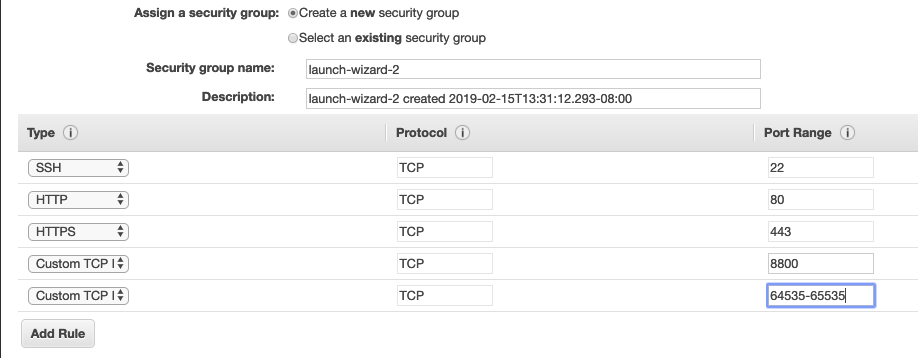 Assign a security group: Create a new security group
Select an existing security group
Security group name: launch-wizard-2
Description: launch-wizard-2 created 2019-02-15T13:31:12.293-08:00
Type i Protocol i Port Range i
SSH TCP 22
HTTP TCP 80
HTTPS TCP 443
Custom TCP TCP 8800
Custom TCP TCP 64535-65535
Add Rule